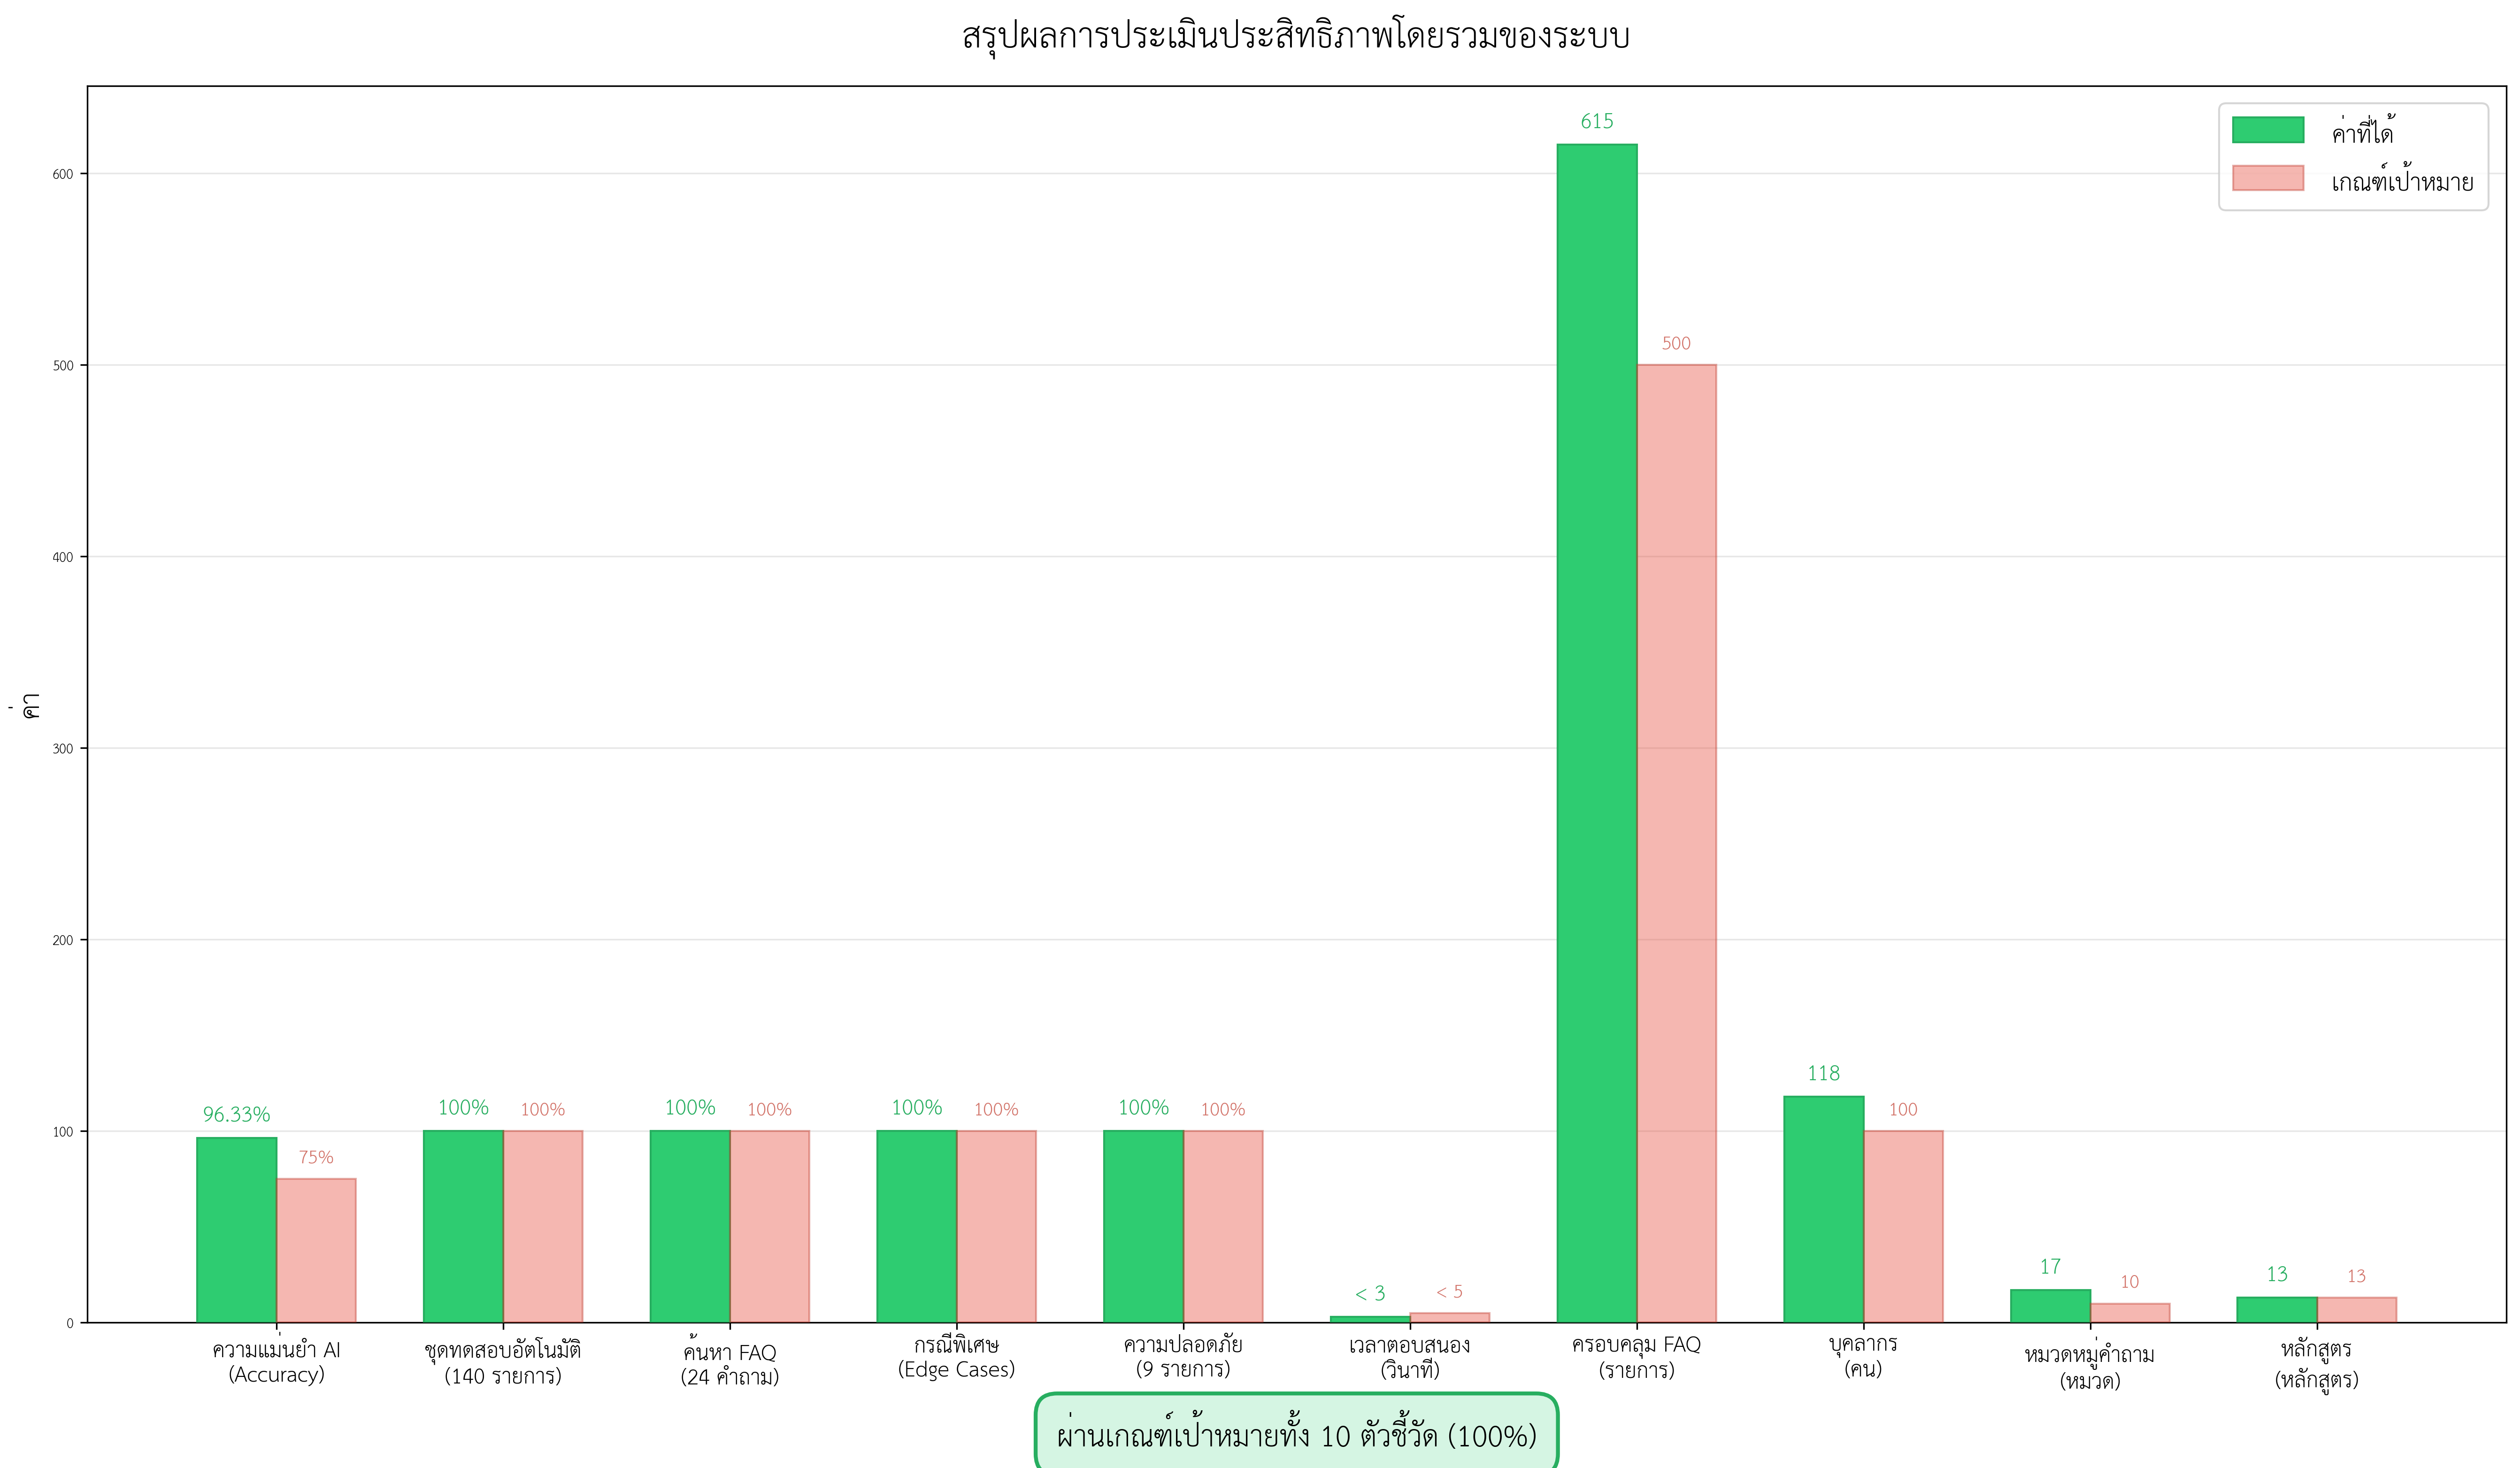 สรุปผลการประเมินประสิทธิภาพโดยรวมของระบบ
ค่าที่ได้
เกณฑ์เป้าหมาย
ค่า
600
500
400
300
200
100
0
96.33%
75%
100%
100%
100%
100%
100%
100%
100%
100%
< 3
< 5
615
500
118
100
17
10
13
13
ความแม่นยำ AI
(Accuracy)
ชุดทดสอบอัตโนมัติ
(140 รายการ)
ค้นหา FAQ
(24 คำถาม)
กรณีพิเศษ
(Edge Cases)
ความปลอดภัย
(9 รายการ)
เวลาตอบสนอง
(วินาที)
ครอบคลุม FAQ
(รายการ)
บุคลากร
(คน)
หมวดหมู่คำถาม
(หมวด)
หลักสูตร
(หลักสูตร)
ผ่านเกณฑ์เป้าหมายทั้ง 10 ตัวชี้วัด (100%)